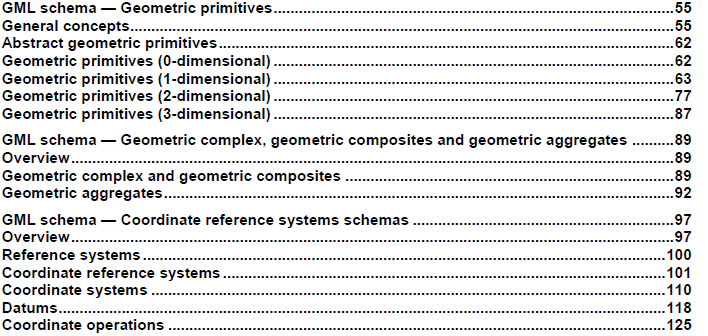 GML schema — Geometric primitives....................................................................................55
General concepts....................................................................................55
Abstract geometric primitives....................................................................................62
Geometric primitives (0-dimensional)....................................................................................62
Geometric primitives (1-dimensional)....................................................................................63
Geometric primitives (2-dimensional)....................................................................................77
Geometric primitives (3-dimensional)....................................................................................87
GML schema — Geometric complex, geometric composites and geometric aggregates ..........89
Overview....................................................................................89
Geometric complex and geometric composites ....................................................................................89
Geometric aggregates....................................................................................92
GML schema — Coordinate reference systems schemas ....................................................................................97
Overview....................................................................................97
Reference systems....................................................................................100
Coordinate reference systems....................................................................................101
Coordinate systems ....................................................................................110
Datums....................................................................................118
Coordinate operations ....................................................................................125